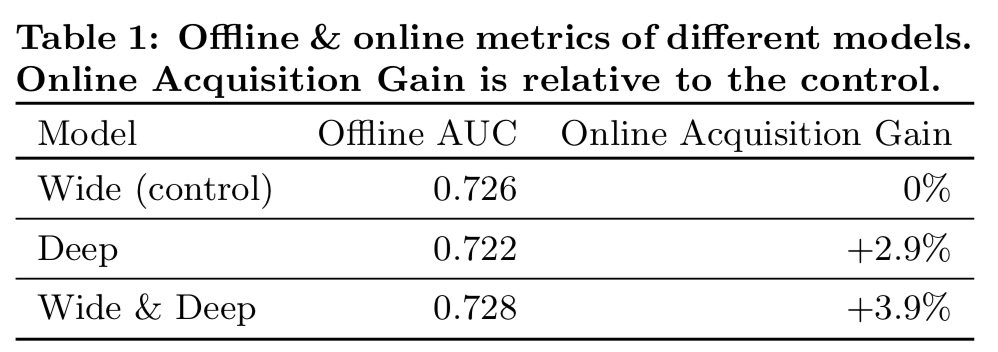 Table 1: Offline & online metrics of different models.
Online Acquisition Gain is relative to the control.
Model Offline AUC Online Acquisition Gain
Wide (control) 0.726 0%
Deep 0.722 +2.9%
Wide & Deep 0.728 +3.9%